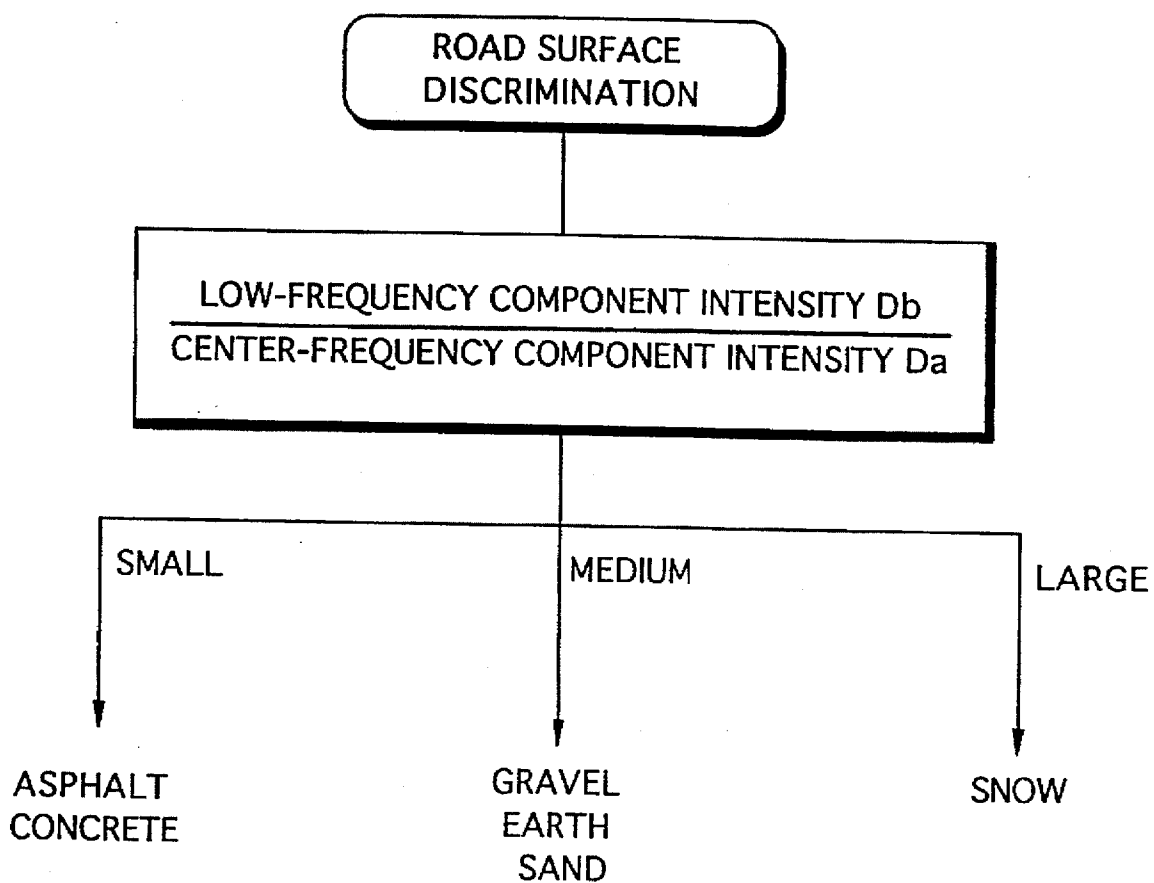 ROAD SURFACE
DISCRIMINATION
LOW-FREQUENCY COMPONENT INTENSITY Db
CENTER-FREQUENCY COMPONENT INTENSITY Da
SMALL
MEDIUM
LARGE
ASPHALT
CONCRETE
GRAVEL
EARTH
SAND
SNOW